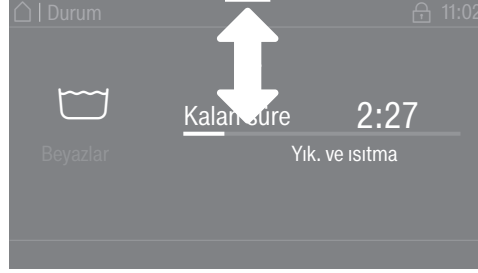 | Durum 11:02
Kalan süre 2:27
Beyazlar Yık. ve ısıtma